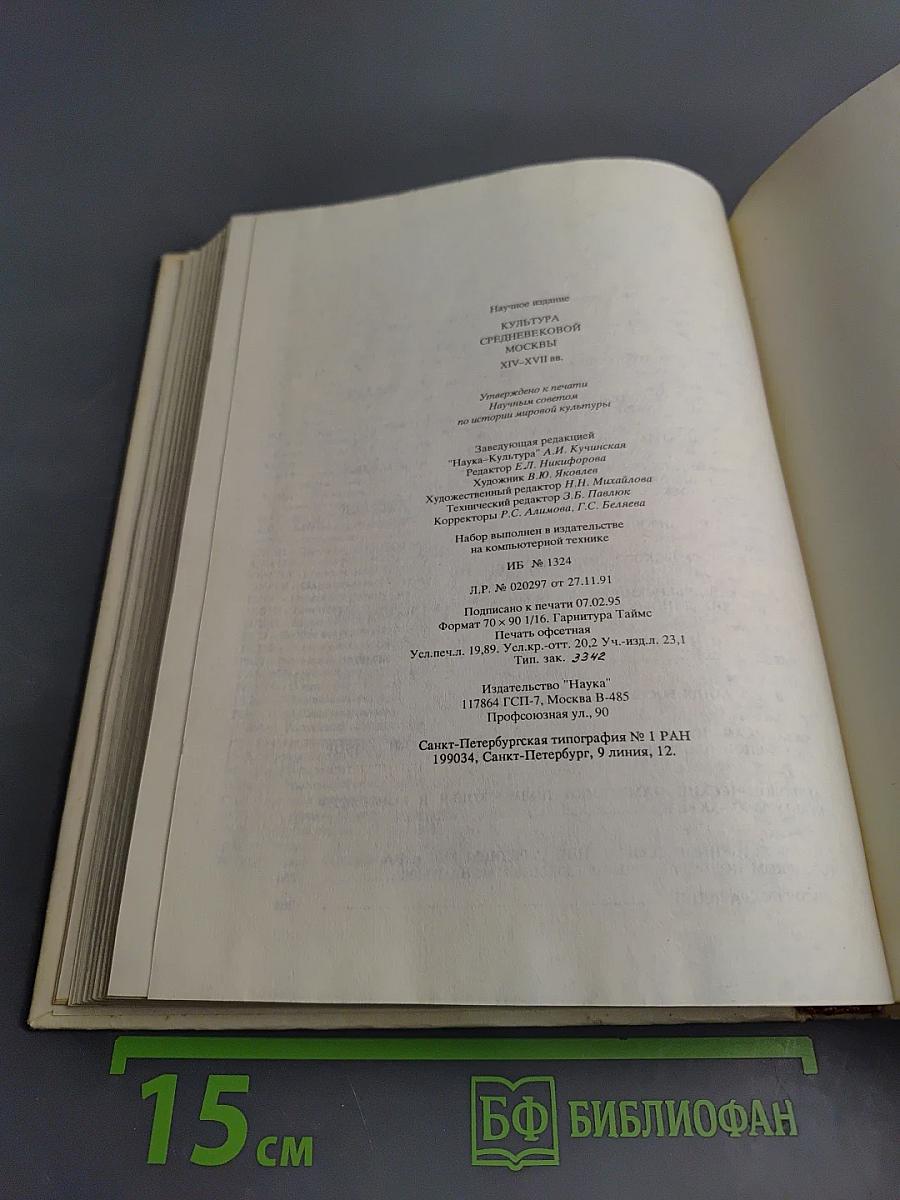 Научное издание
КУЛЬТУРА
СРЕДНЕВЕКОВОЙ
МОСКВЫ
XIV–XVII вв.
Утверждено к печати
Научным советом
по истории мировой культуры
Заведующая редакцией
"Наука–Культура" А.И. Кучинская
Редактор Е.Л. Никифорова
Художник В.Ю. Яковлев
Художественный редактор Н.Н. Михайлова
Технический редактор З.Б. Павлюк
Корректоры Р.С. Алимова, Г.С. Беляева
Набор выполнен в издательстве
на компьютерной технике
ИБ № 1324
Л.Р. № 020297 от 27.11.91
Подписано к печати 07.02.95
Формат 70 × 90 1/16. Гарнитура Таймс
Печать офсетная
Усл.печ.л. 19,89. Усл.кр.-отт. 20,2 Уч.-изд.л. 23,1
Тип. зак. 3342
Издательство "Наука"
117864 ГСП-7, Москва В-485
Профсоюзная ул., 90
Санкт-Петербургская типография № 1 РАН
199034, Санкт-Петербург, 9 линия, 12.
15 см
БФ БИБЛИОФАН